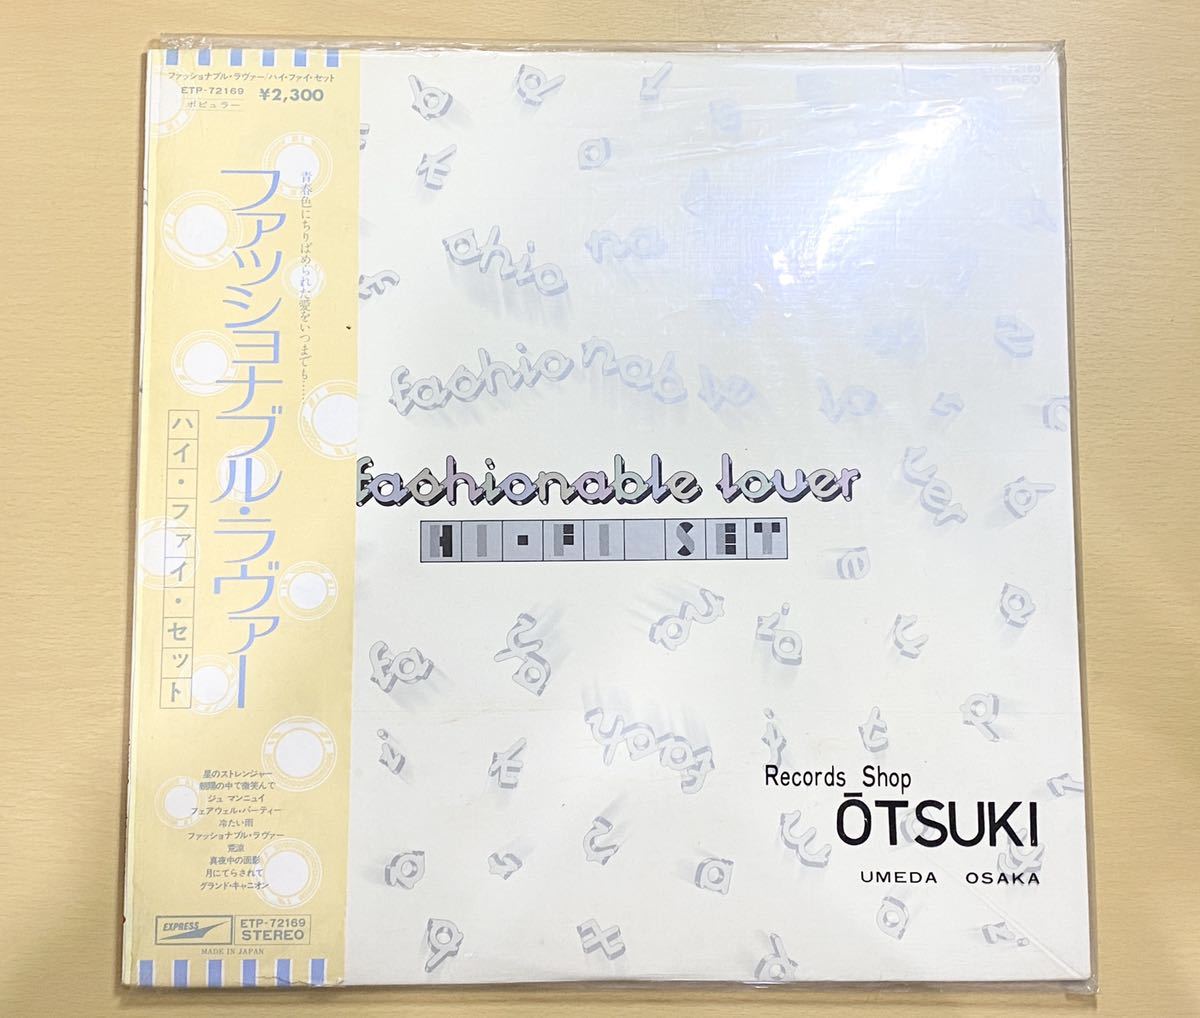 ファッショナブル・ラヴァー/ハイ・ファイ・セット
ETP-72169 ¥2,300
ポピュラー
青春色にちりばめられた愛をいつまでも……
ファッショナブル・ラヴァー
ハイ・ファイ・セット
星のストレンジャー
朝陽の中で微笑んで
ジュ マンニュイ
フェアウェル・パーティー
冷たい雨
ファッショナブル・ラヴァー
荒涼
真夜中の面影
月にてらされて
グランド・キャニオン
EXPRESS
ETP-72169
STEREO
MADE IN JAPAN
fashionable lover
HI-FI SET
Records Shop
ŌTSUKI
UMEDA OSAKA